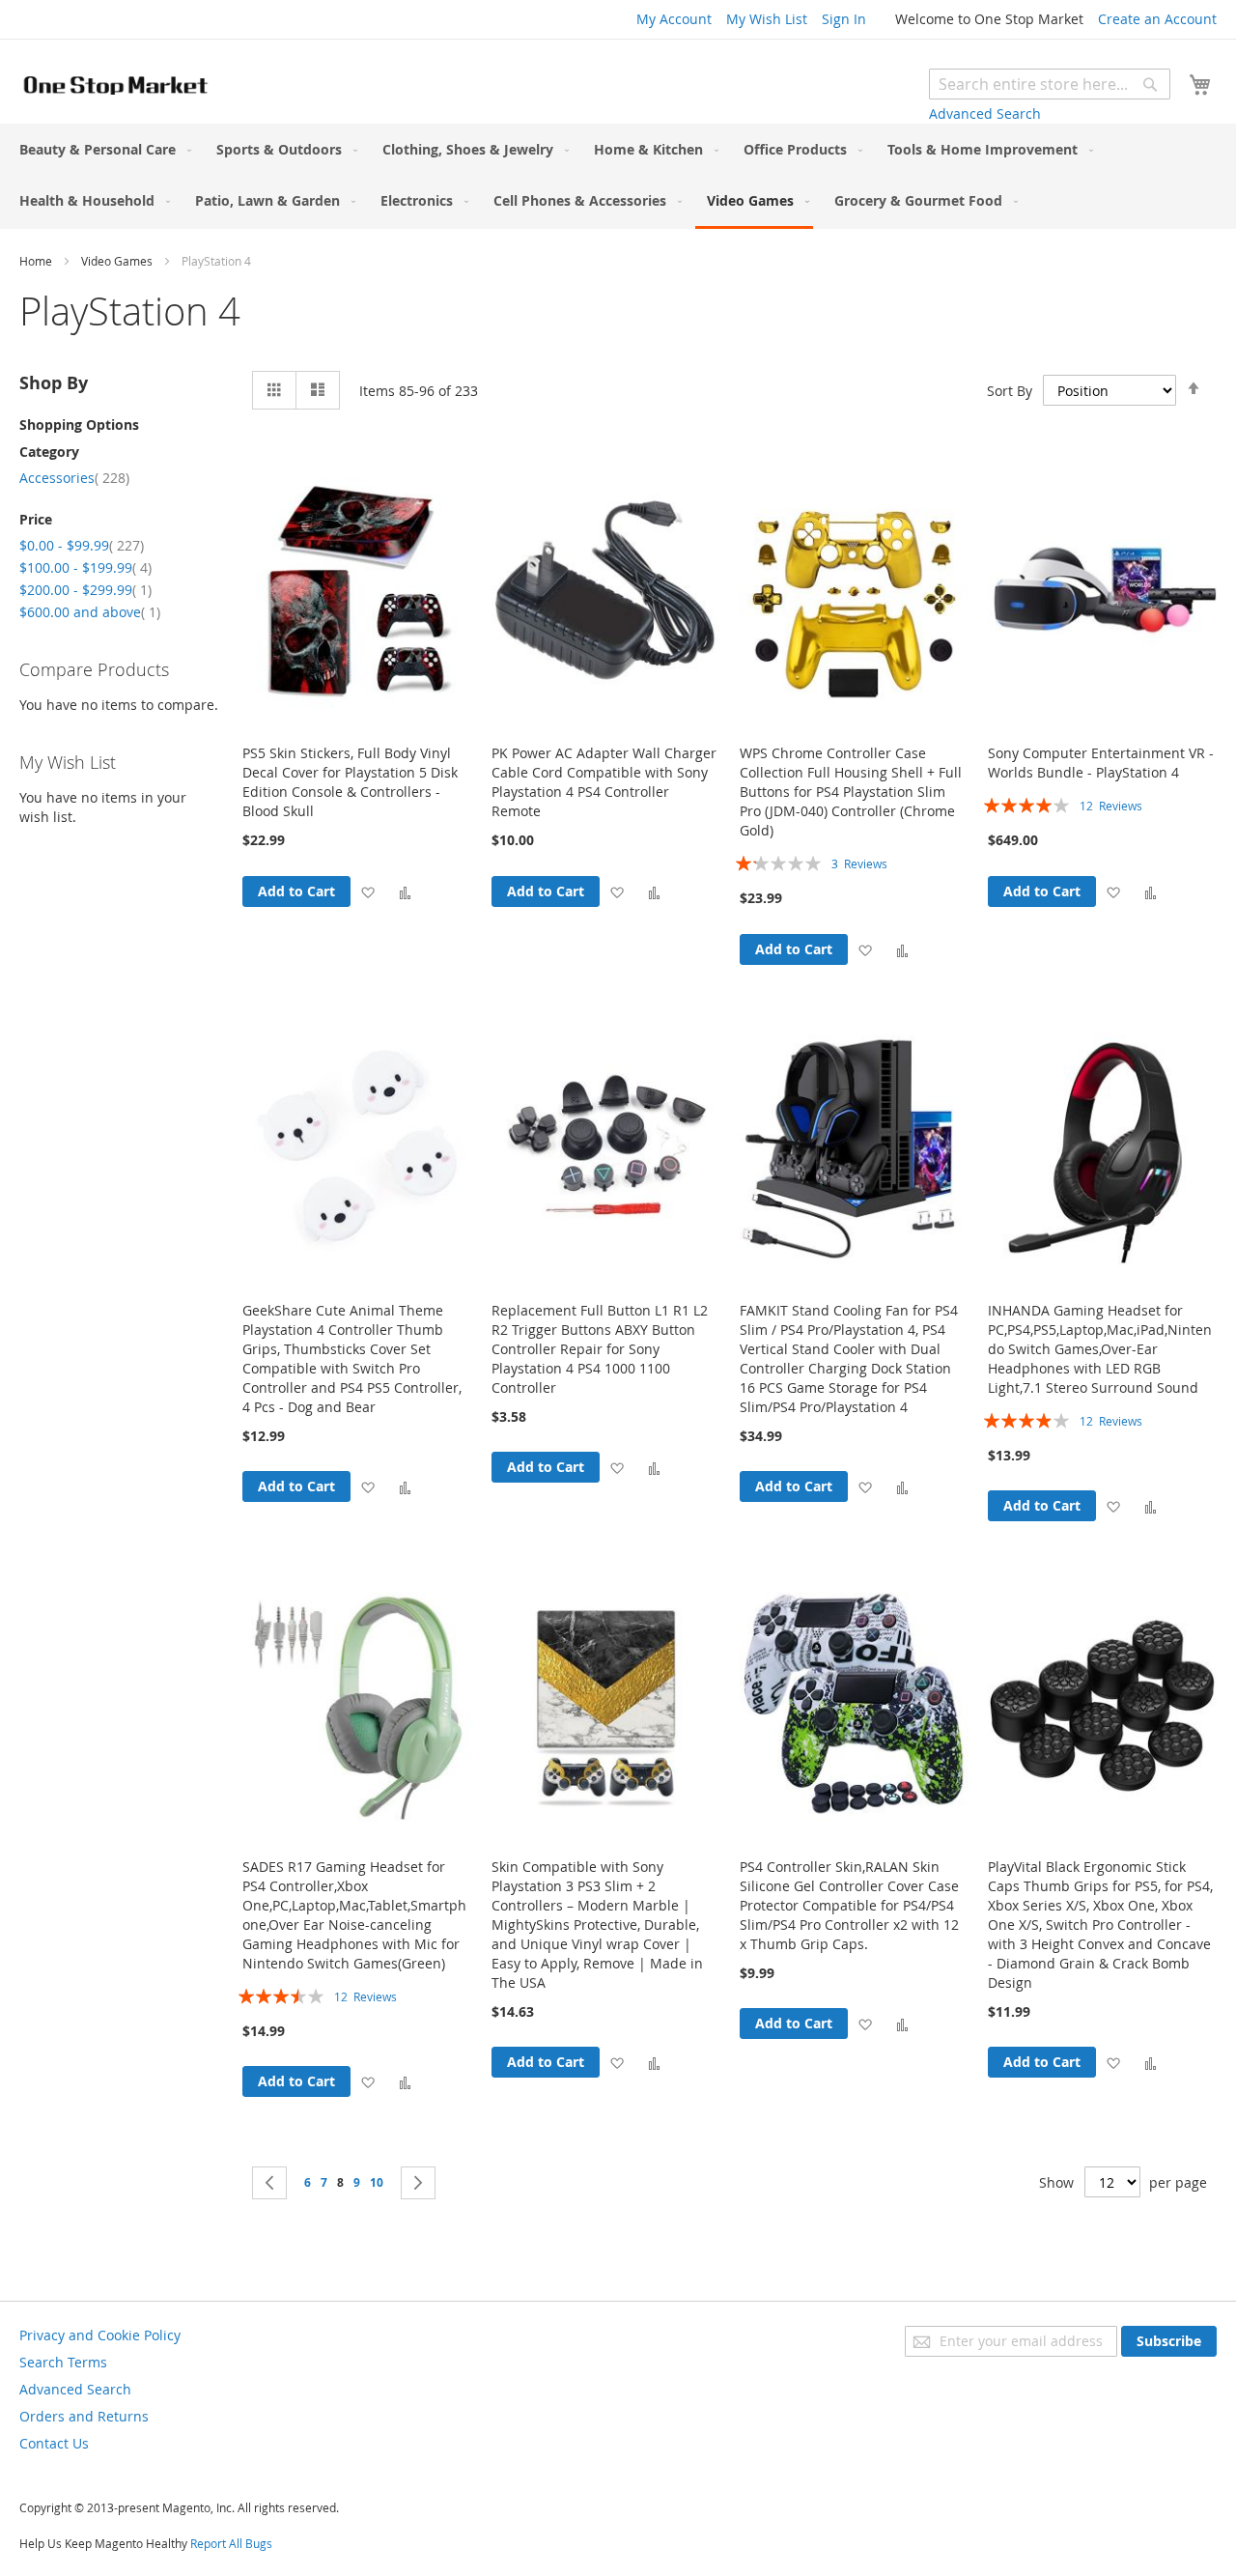 My Account My Wish List Sign In Welcome to One Stop Market Create an Account
One Stop Market
Search entire store here...
Advanced Search
Beauty & Personal Care Sports & Outdoors Clothing, Shoes & Jewelry Home & Kitchen Office Products Tools & Home Improvement
Health & Household Patio, Lawn & Garden Electronics Cell Phones & Accessories Video Games Grocery & Gourmet Food
Home Video Games PlayStation 4
PlayStation 4
Shop By
Shopping Options
Category
Accessories( 228)
Price
$0.00 - $99.99( 227)
$100.00 - $199.99( 4)
$200.00 - $299.99( 1)
$600.00 and above( 1)
Compare Products
You have no items to compare.
My Wish List
You have no items in your
wish list.
Items 85-96 of 233
Sort By Position
PS5 Skin Stickers, Full Body Vinyl
Decal Cover for Playstation 5 Disk
Edition Console & Controllers -
Blood Skull
$22.99
Add to Cart
PK Power AC Adapter Wall Charger
Cable Cord Compatible with Sony
Playstation 4 PS4 Controller
Remote
$10.00
Add to Cart
WPS Chrome Controller Case
Collection Full Housing Shell + Full
Buttons for PS4 Playstation Slim
Pro (JDM-040) Controller (Chrome
Gold)
3 Reviews
$23.99
Add to Cart
Sony Computer Entertainment VR -
Worlds Bundle - PlayStation 4
12 Reviews
$649.00
Add to Cart
GeekShare Cute Animal Theme
Playstation 4 Controller Thumb
Grips, Thumbsticks Cover Set
Compatible with Switch Pro
Controller and PS4 PS5 Controller,
4 Pcs - Dog and Bear
$12.99
Add to Cart
Replacement Full Button L1 R1 L2
R2 Trigger Buttons ABXY Button
Controller Repair for Sony
Playstation 4 PS4 1000 1100
Controller
$3.58
Add to Cart
FAMKIT Stand Cooling Fan for PS4
Slim / PS4 Pro/Playstation 4, PS4
Vertical Stand Cooler with Dual
Controller Charging Dock Station
16 PCS Game Storage for PS4
Slim/PS4 Pro/Playstation 4
$34.99
Add to Cart
INHANDA Gaming Headset for
PC,PS4,PS5,Laptop,Mac,iPad,Ninten
do Switch Games,Over-Ear
Headphones with LED RGB
Light,7.1 Stereo Surround Sound
12 Reviews
$13.99
Add to Cart
SADES R17 Gaming Headset for
PS4 Controller,Xbox
One,PC,Laptop,Mac,Tablet,Smartph
one,Over Ear Noise-canceling
Gaming Headphones with Mic for
Nintendo Switch Games(Green)
12 Reviews
$14.99
Add to Cart
Skin Compatible with Sony
Playstation 3 PS3 Slim + 2
Controllers – Modern Marble |
MightySkins Protective, Durable,
and Unique Vinyl wrap Cover |
Easy to Apply, Remove | Made in
The USA
$14.63
Add to Cart
PS4 Controller Skin,RALAN Skin
Silicone Gel Controller Cover Case
Protector Compatible for PS4/PS4
Slim/PS4 Pro Controller x2 with 12
x Thumb Grip Caps.
$9.99
Add to Cart
PlayVital Black Ergonomic Stick
Caps Thumb Grips for PS5, for PS4,
Xbox Series X/S, Xbox One, Xbox
One X/S, Switch Pro Controller -
with 3 Height Convex and Concave
- Diamond Grain & Crack Bomb
Design
$11.99
Add to Cart
6 7 8 9 10
Show 12 per page
Privacy and Cookie Policy
Search Terms
Advanced Search
Orders and Returns
Contact Us
Enter your email address
Subscribe
Copyright © 2013-present Magento, Inc. All rights reserved.
Help Us Keep Magento Healthy Report All Bugs